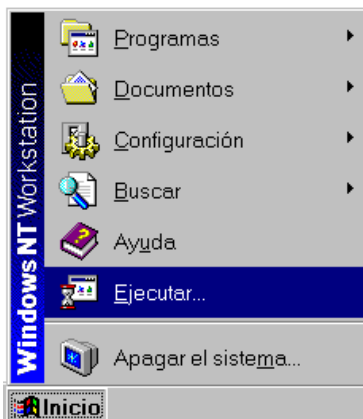 Programas
Documentos
Configuración
Buscar
Ayuda
Ejecutar...
Apagar el sistema...
Windows NT Workstation
Inicio